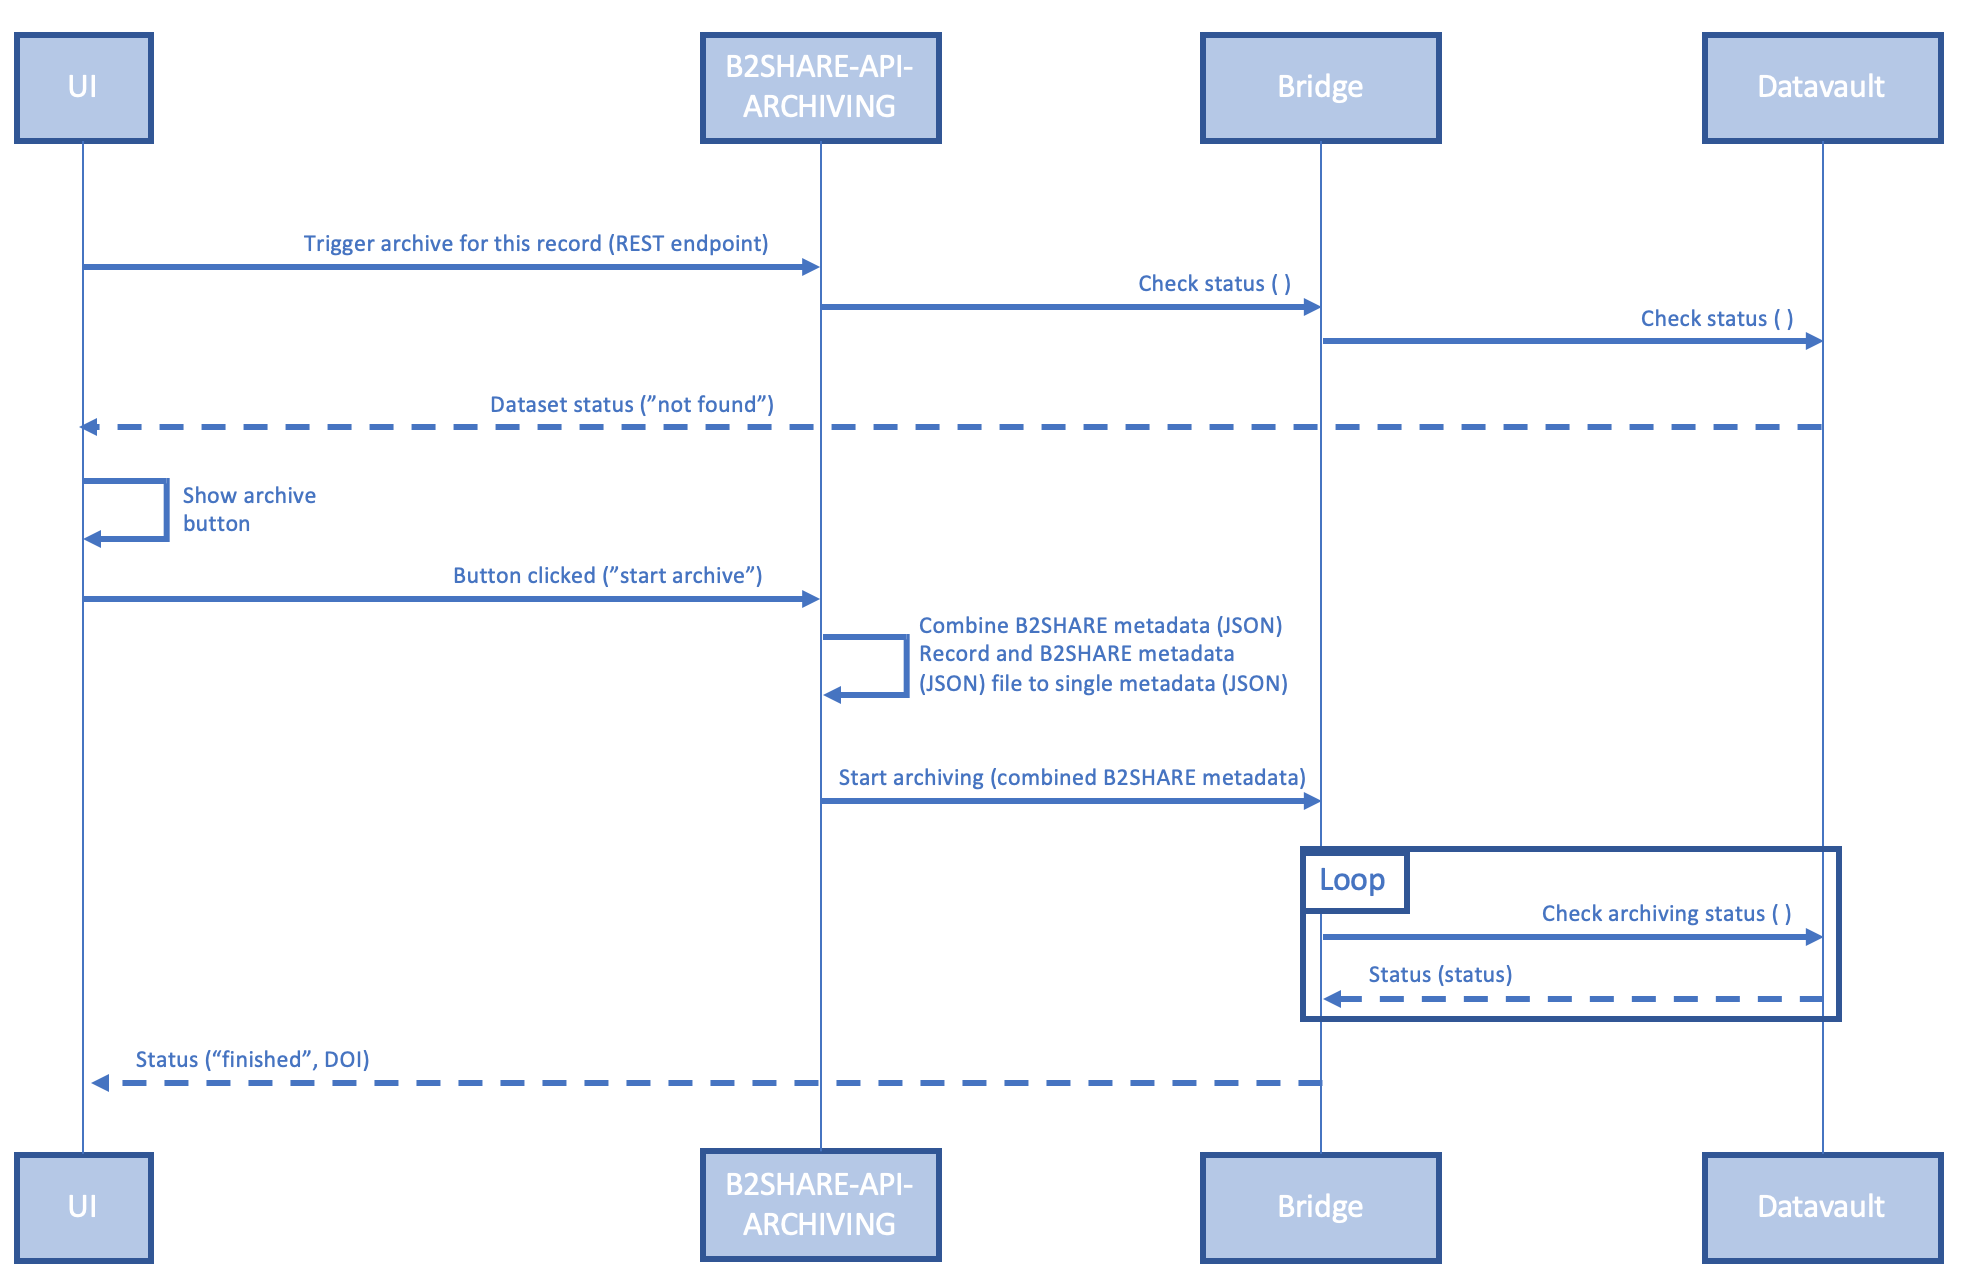 UI
B2SHARE-API-
ARCHIVING
Bridge
Datavault
Trigger archive for this record (REST endpoint)
Check status ( )
Check status ( )
Dataset status (”not found”)
Show archive
button
Button clicked (”start archive”)
Combine B2SHARE metadata (JSON)
Record and B2SHARE metadata
(JSON) file to single metadata (JSON)
Start archiving (combined B2SHARE metadata)
Loop
Check archiving status ( )
Status (status)
Status (“finished”, DOI)
UI
B2SHARE-API-
ARCHIVING
Bridge
Datavault